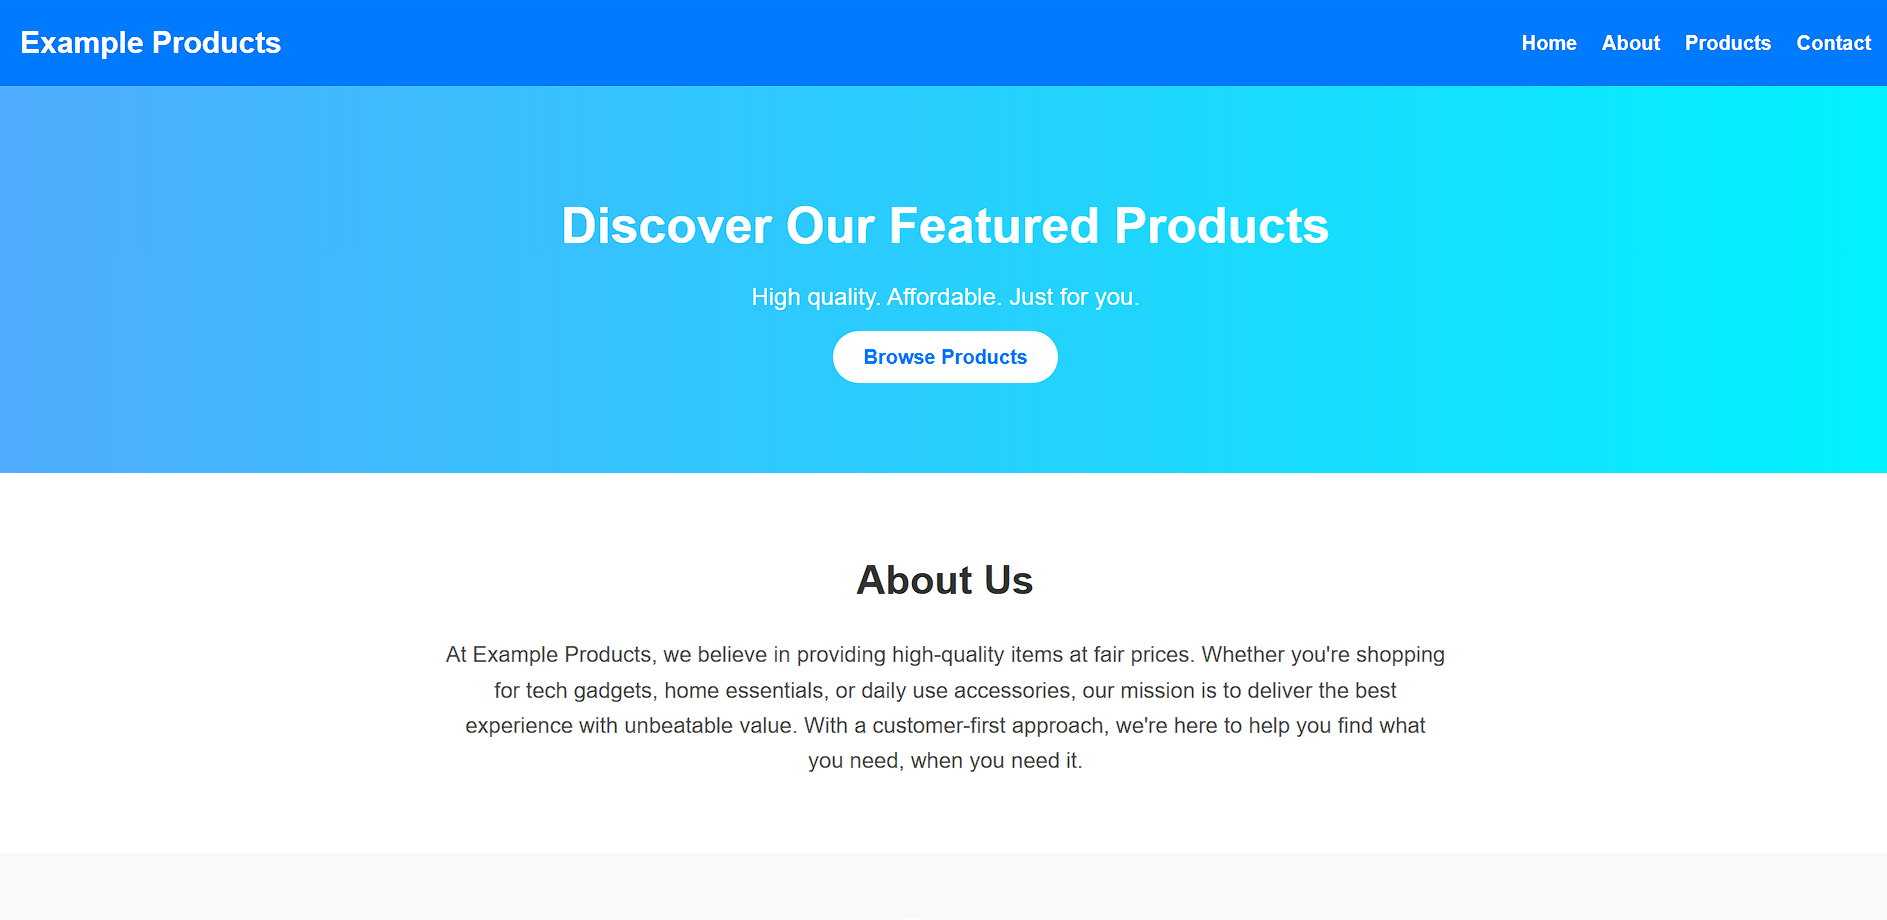 Example Products
Home About Products Contact
Discover Our Featured Products
High quality. Affordable. Just for you.
Browse Products
About Us
At Example Products, we believe in providing high-quality items at fair prices. Whether you're shopping
for tech gadgets, home essentials, or daily use accessories, our mission is to deliver the best
experience with unbeatable value. With a customer-first approach, we're here to help you find what
you need, when you need it.